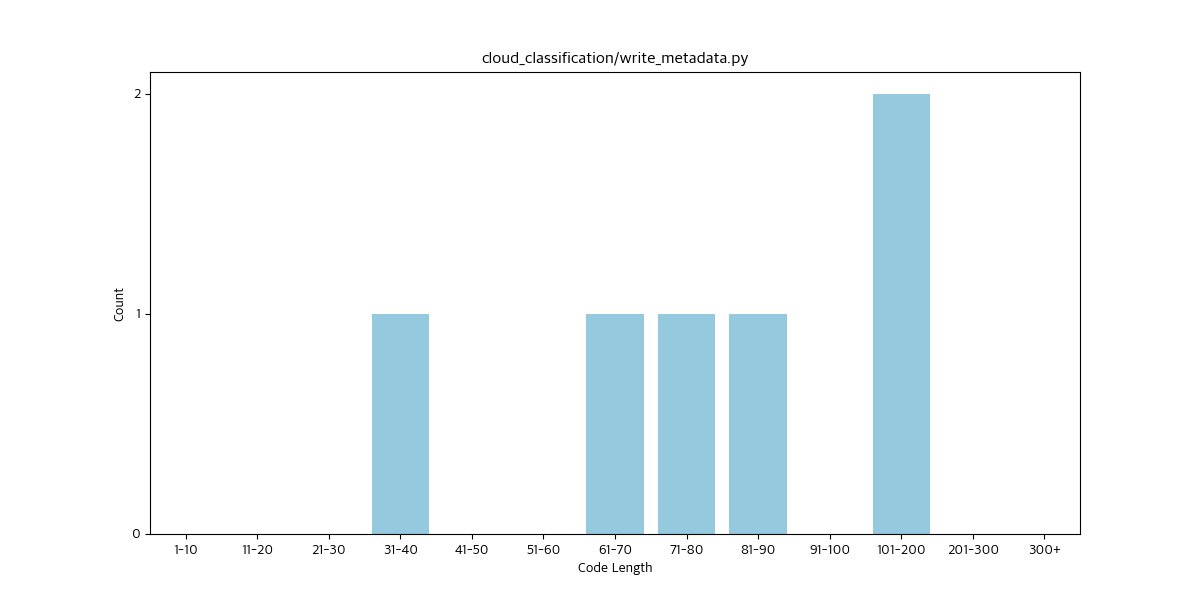 cloud_classification/write_metadata.py
2
1
0
Count
1-10 11-20 21-30 31-40 41-50 51-60 61-70 71-80 81-90 91-100 101-200 201-300 300+
Code Length